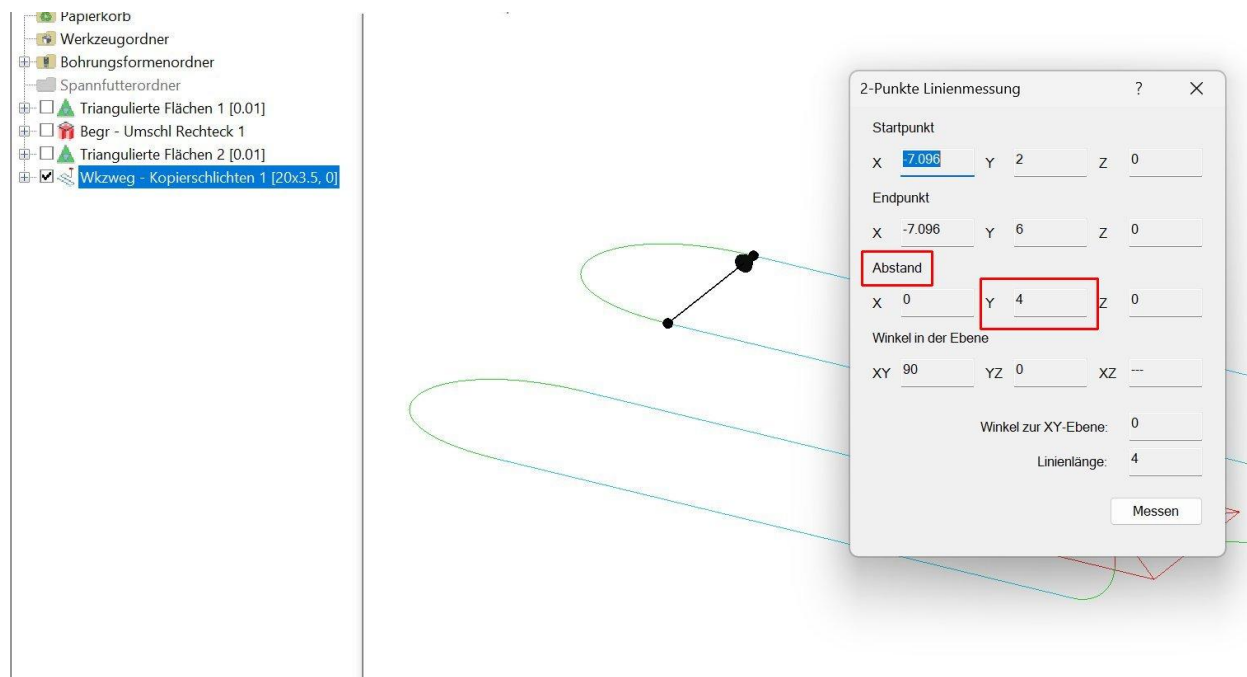 Papierkorb
Werkzeugordner
Bohrungsformenordner
Spannfutterordner
Triangulierte Flächen 1 [0.01]
Begr - Umschl Rechteck 1
Triangulierte Flächen 2 [0.01]
Wkzweg - Kopierschlichten 1 [20x3.5, 0]
2-Punkte Linienmessung ? X
Startpunkt
X -7.096 Y 2 Z 0
Endpunkt
X -7.096 Y 6 Z 0
Abstand
X 0 Y 4 Z 0
Winkel in der Ebene
XY 90 YZ 0 XZ ---
Winkel zur XY-Ebene: 0
Linienlänge: 4
Messen